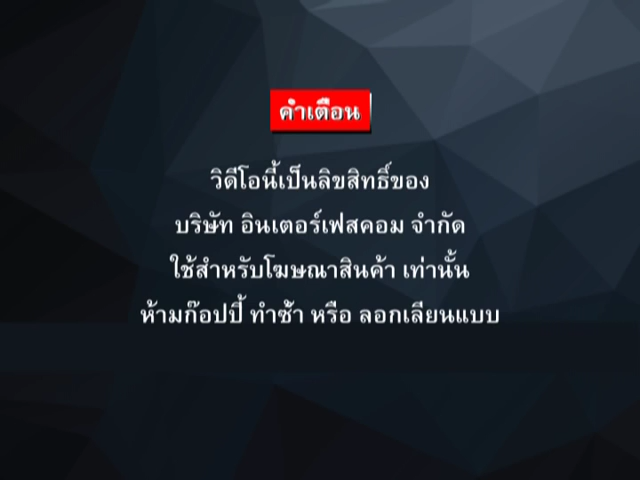 คำเตือน
วิดีโอนี้เป็นลิขสิทธิ์ของ
บริษัท อินเตอร์เฟสคอม จำกัด
ใช้สำหรับโฆษณาสินค้า เท่านั้น
ห้ามก๊อปปี้ ทำซ้ำ หรือ ลอกเลียนแบบ